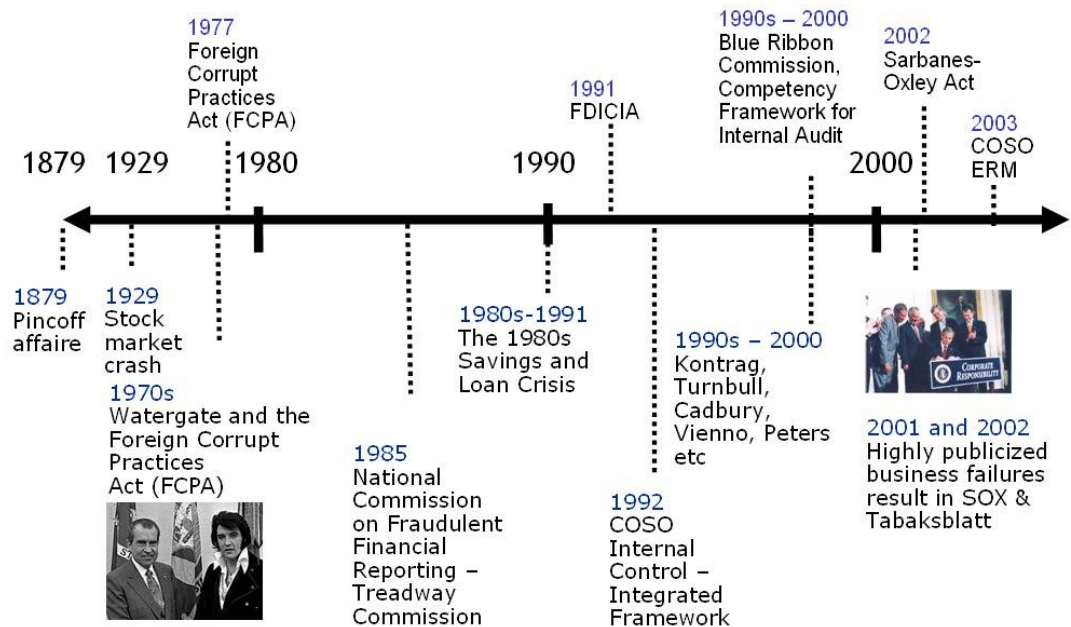 1977
Foreign
Corrupt
Practices
Act (FCPA)
1991
FDICIA
1990s – 2000
Blue Ribbon
Commission,
Competency
Framework for
Internal Audit
2002
Sarbanes-
Oxley Act
2003
COSO
ERM
1879
1929
1980
1990
2000
1879
Pincoff
affaire
1929
Stock
market
crash
1970s
Watergate and the
Foreign Corrupt
Practices
Act (FCPA)
1985
National
Commission
on Fraudulent
Financial
Reporting –
Treadway
Commission
1980s-1991
The 1980s
Savings and
Loan Crisis
1992
COSO
Internal
Control –
Integrated
Framework
1990s – 2000
Kontrag,
Turnbull,
Cadbury,
Vienno, Peters
etc
CORPORATE
RESPONSIBILITY
2001 and 2002
Highly publicized
business failures
result in SOX &
Tabaksblatt